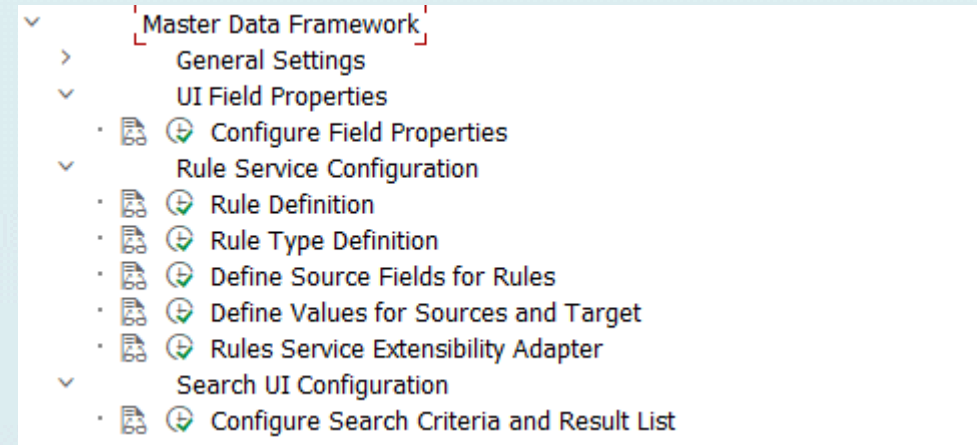 Master Data Framework
General Settings
UI Field Properties
Configure Field Properties
Rule Service Configuration
Rule Definition
Rule Type Definition
Define Source Fields for Rules
Define Values for Sources and Target
Rules Service Extensibility Adapter
Search UI Configuration
Configure Search Criteria and Result List